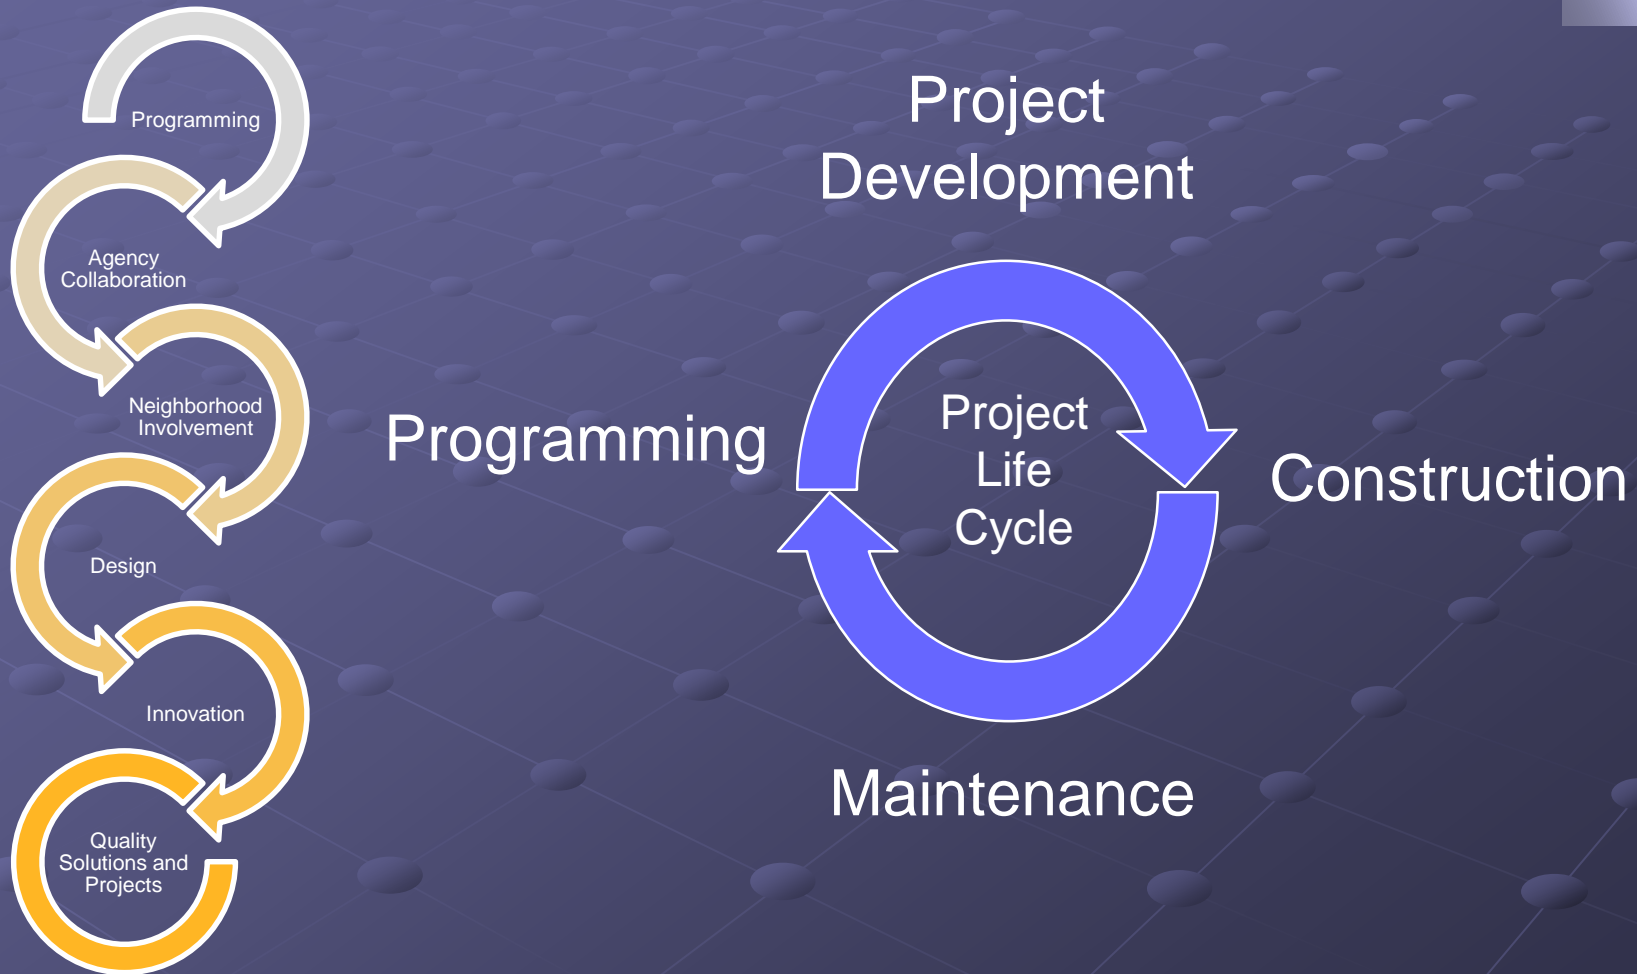 Programming
Agency
Collaboration
Neighborhood
Involvement
Design
Innovation
Quality
Solutions and
Projects
Project
Development
Programming
Project
Life
Cycle
Construction
Maintenance